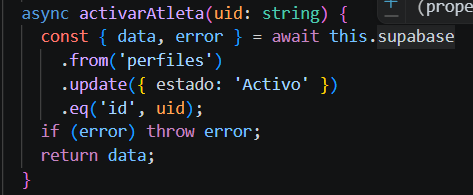 async activarAtleta(uid: string) {
(prope
const { data, error } = await this.supabase
.from('perfiles')
.update({ estado: 'Activo' })
.eq('id', uid);
if (error) throw error;
return data;
}